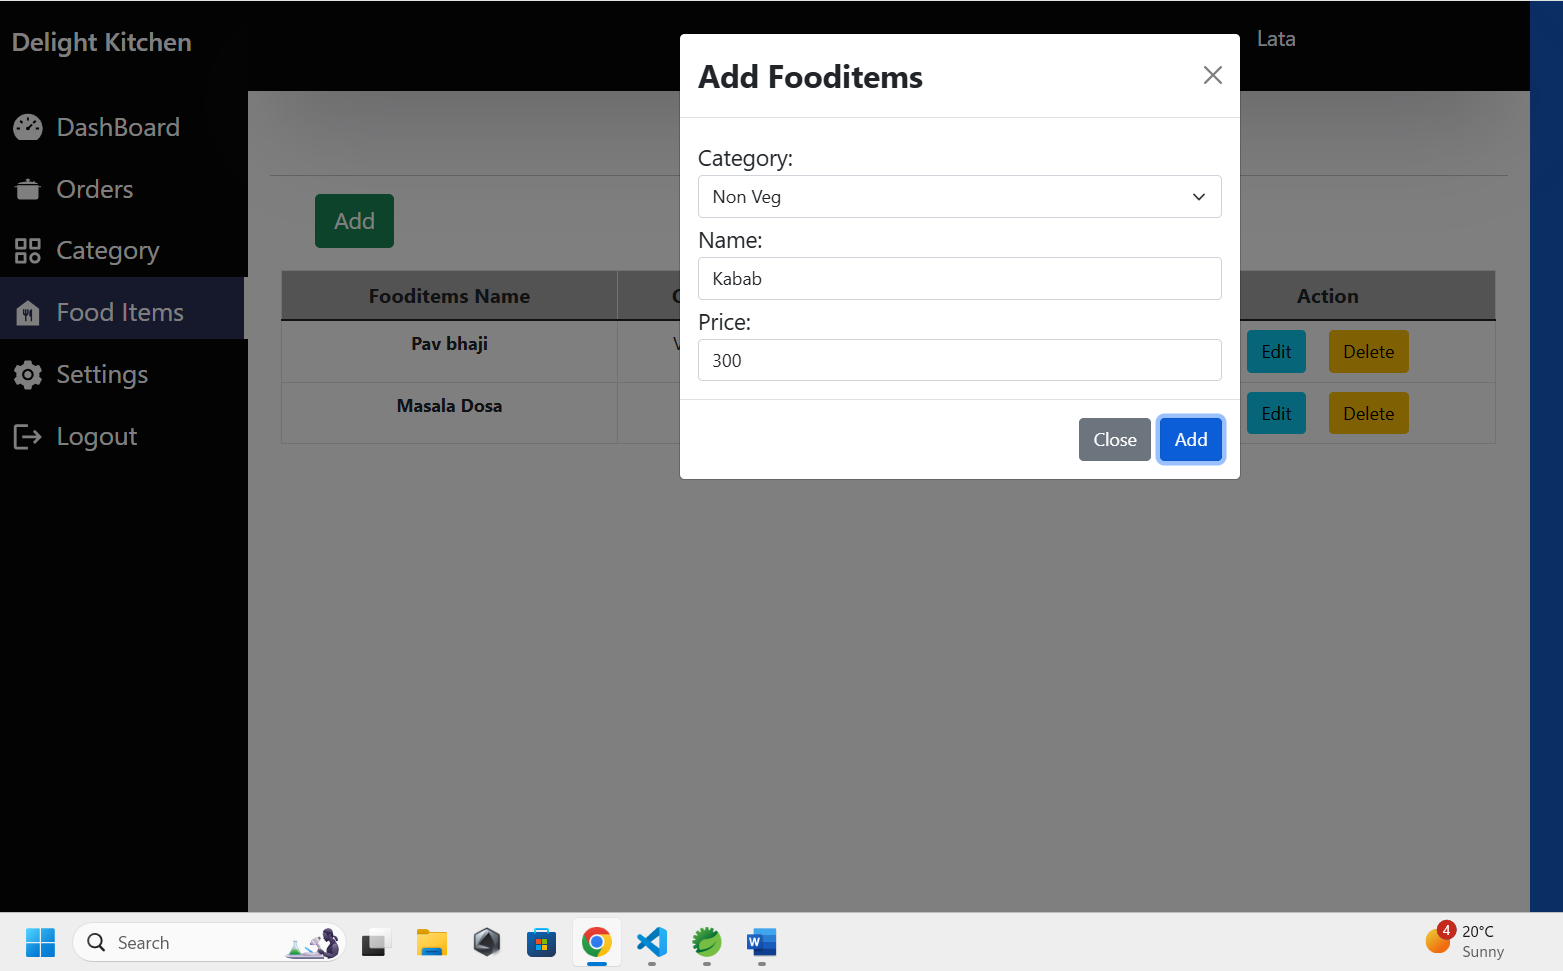 Delight Kitchen
Lata
DashBoard
Orders
Category
Food Items
Settings
Logout
Add
Fooditems Name
Action
Pav bhaji
Edit Delete
Masala Dosa
Edit Delete
Add Fooditems
Category:
Non Veg
Name:
Kabab
Price:
300
Close Add
Search
4
20°C
Sunny